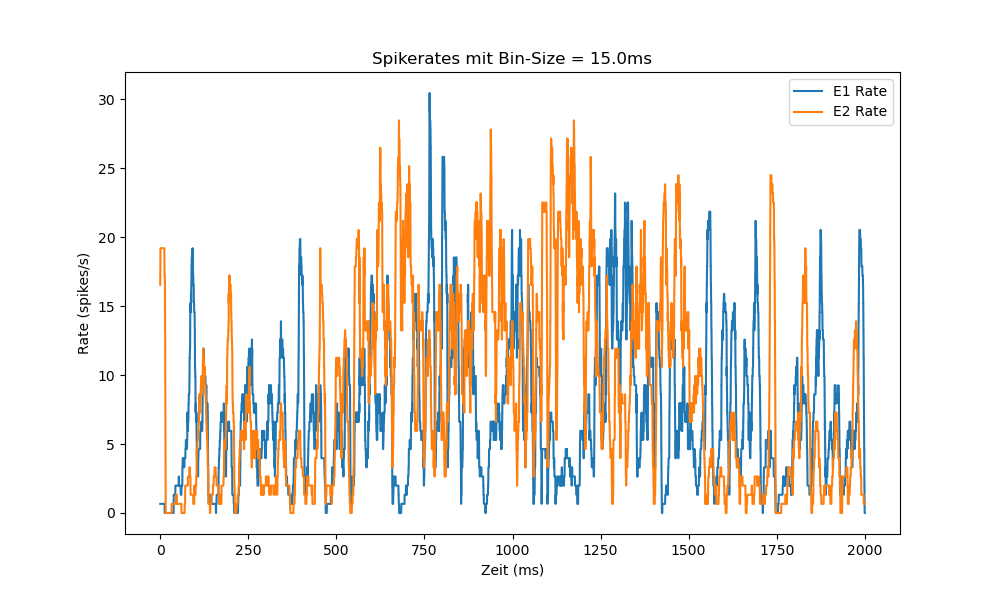 Spikerates mit Bin-Size = 15.0ms
E1 Rate
E2 Rate
Rate (spikes/s)
30
25
20
15
10
5
0
0 250 500 750 1000 1250 1500 1750 2000
Zeit (ms)